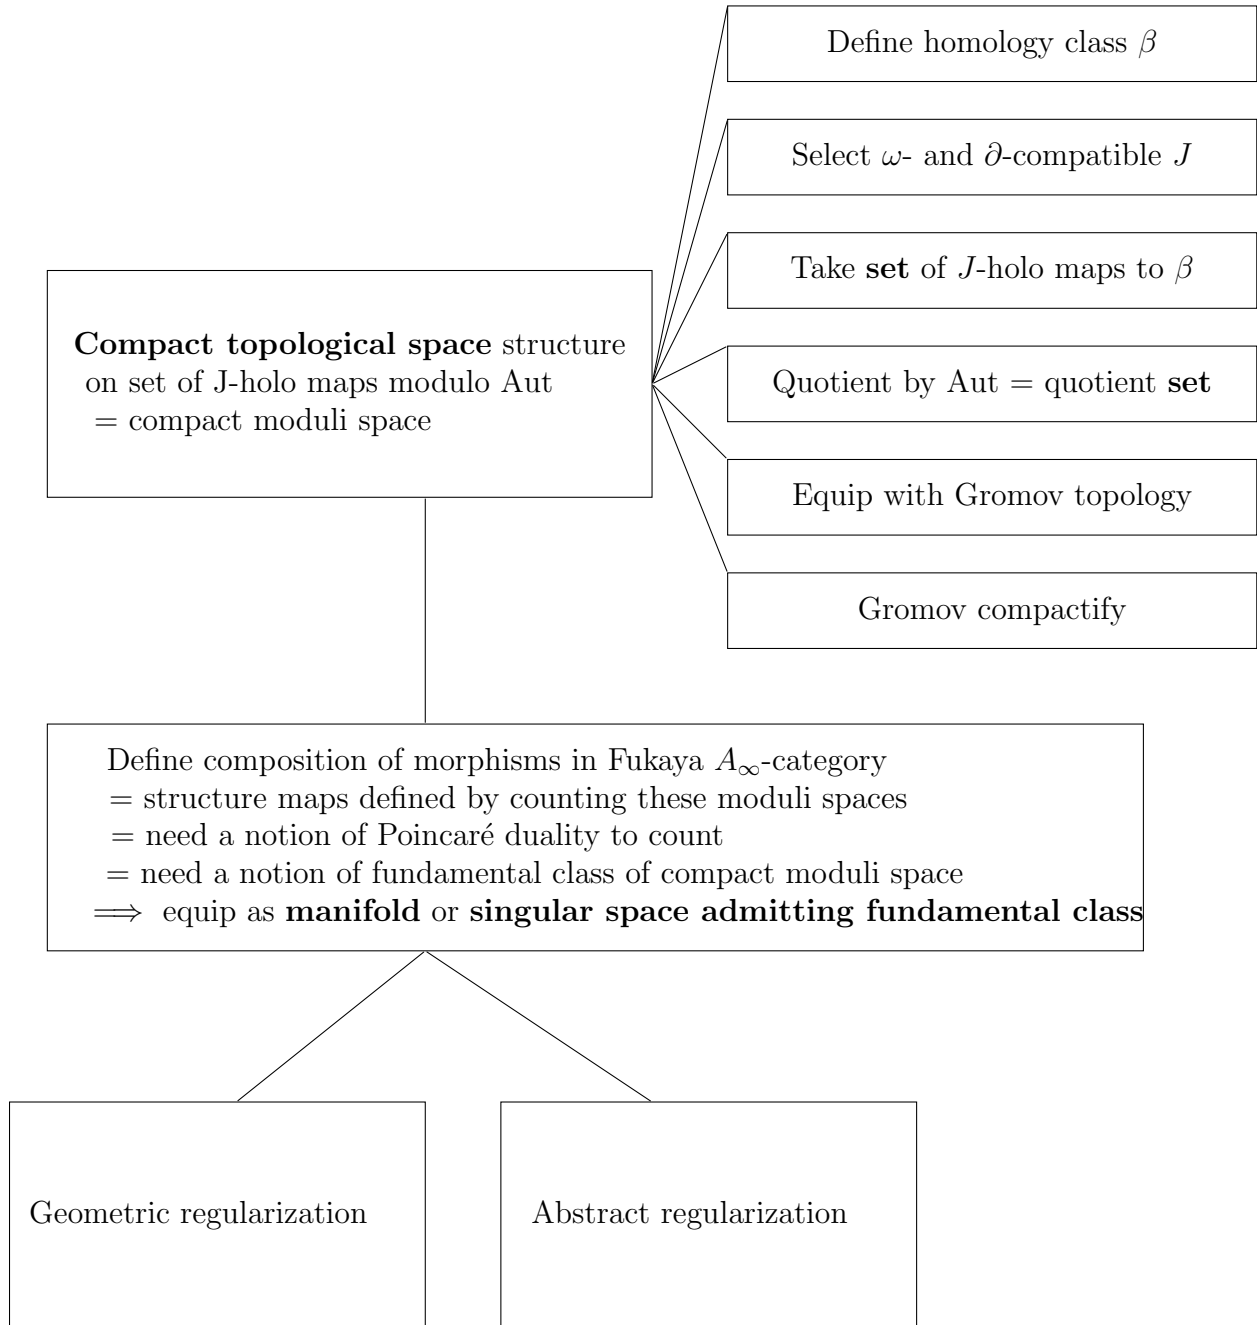 Define homology class β
Select ω- and ∂-compatible J
Take set of J-holo maps to β
Quotient by Aut = quotient set
Equip with Gromov topology
Gromov compactify
Compact topological space structure
on set of J-holo maps modulo Aut
= compact moduli space
Define composition of morphisms in Fukaya A∞-category
= structure maps defined by counting these moduli spaces
= need a notion of Poincaré duality to count
= need a notion of fundamental class of compact moduli space
⟹ equip as manifold or singular space admitting fundamental class
Geometric regularization
Abstract regularization